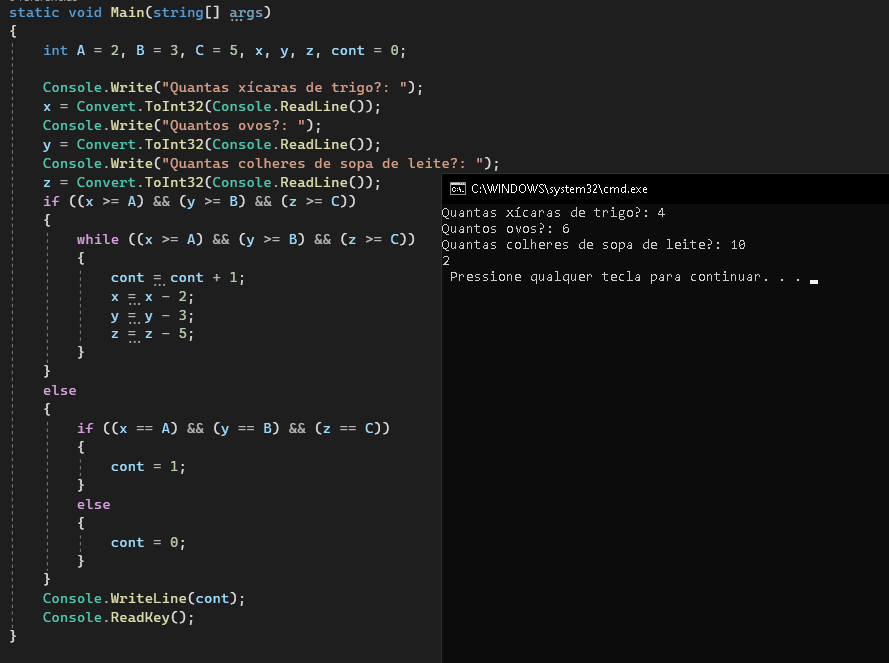 static void Main(string[] args)
{
int A = 2, B = 3, C = 5, x, y, z, cont = 0;
Console.Write("Quantas xícaras de trigo?: ");
x = Convert.ToInt32(Console.ReadLine());
Console.Write("Quantos ovos?: ");
y = Convert.ToInt32(Console.ReadLine());
Console.Write("Quantas colheres de sopa de leite?: ");
z = Convert.ToInt32(Console.ReadLine());
if ((x >= A) && (y >= B) && (z >= C))
{
while ((x >= A) && (y >= B) && (z >= C))
{
cont = cont + 1;
x = x - 2;
y = y - 3;
z = z - 5;
}
}
else
{
if ((x == A) && (y == B) && (z == C))
{
cont = 1;
}
else
{
cont = 0;
}
}
Console.WriteLine(cont);
Console.ReadKey();
}
C:\WINDOWS\system32\cmd.exe
Quantas xícaras de trigo?: 4
Quantos ovos?: 6
Quantas colheres de sopa de leite?: 10
2
Pressione qualquer tecla para continuar. . .